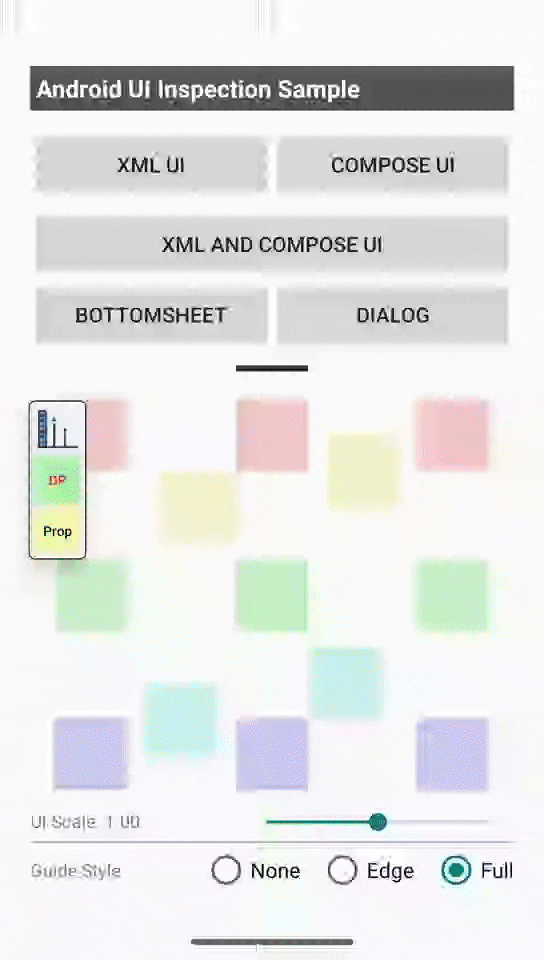 Android Ui Inspection Sample
XML UI
COMPOSE UI
XML AND COMPOSE UI
BOTTOMSHEET
DIALOG
DP
Prop
Ui Scale 1.00
Guide Style
None
Edge
Full